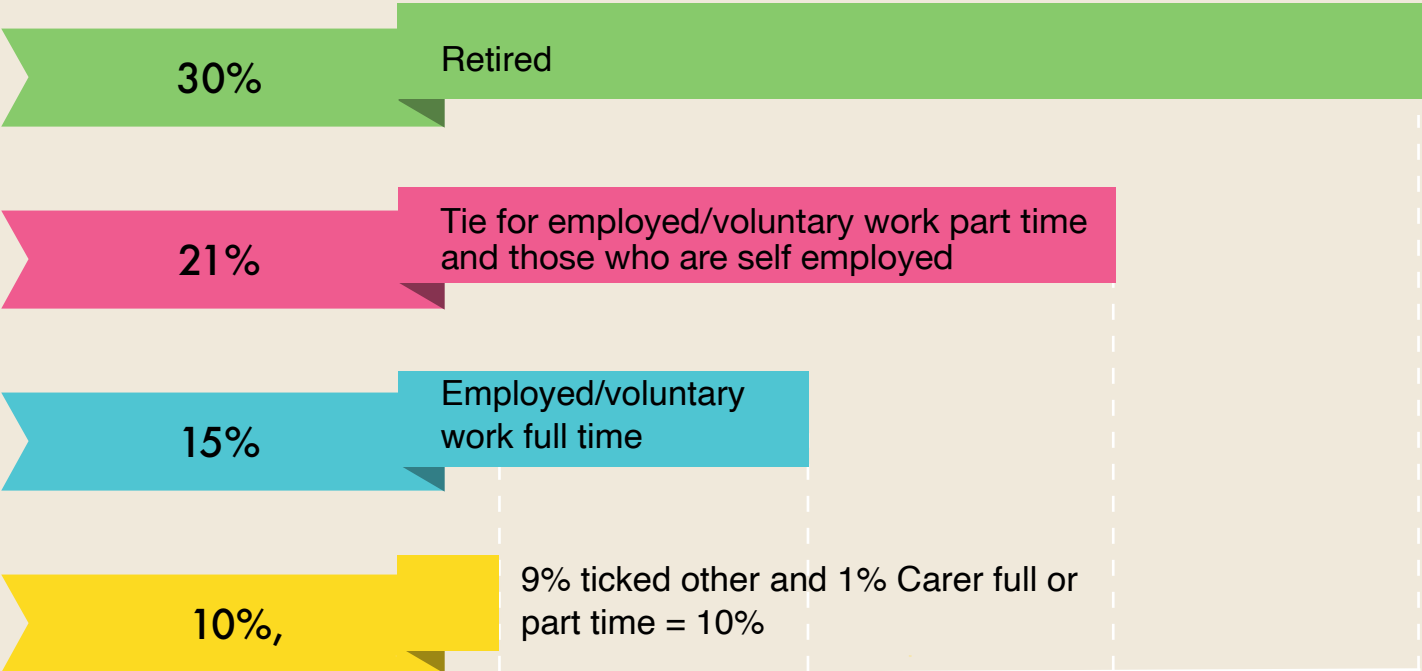 30%
Retired
21%
Tie for employed/voluntary work part time
and those who are self employed
15%
Employed/voluntary
work full time
10%,
9% ticked other and 1% Carer full or
part time = 10%